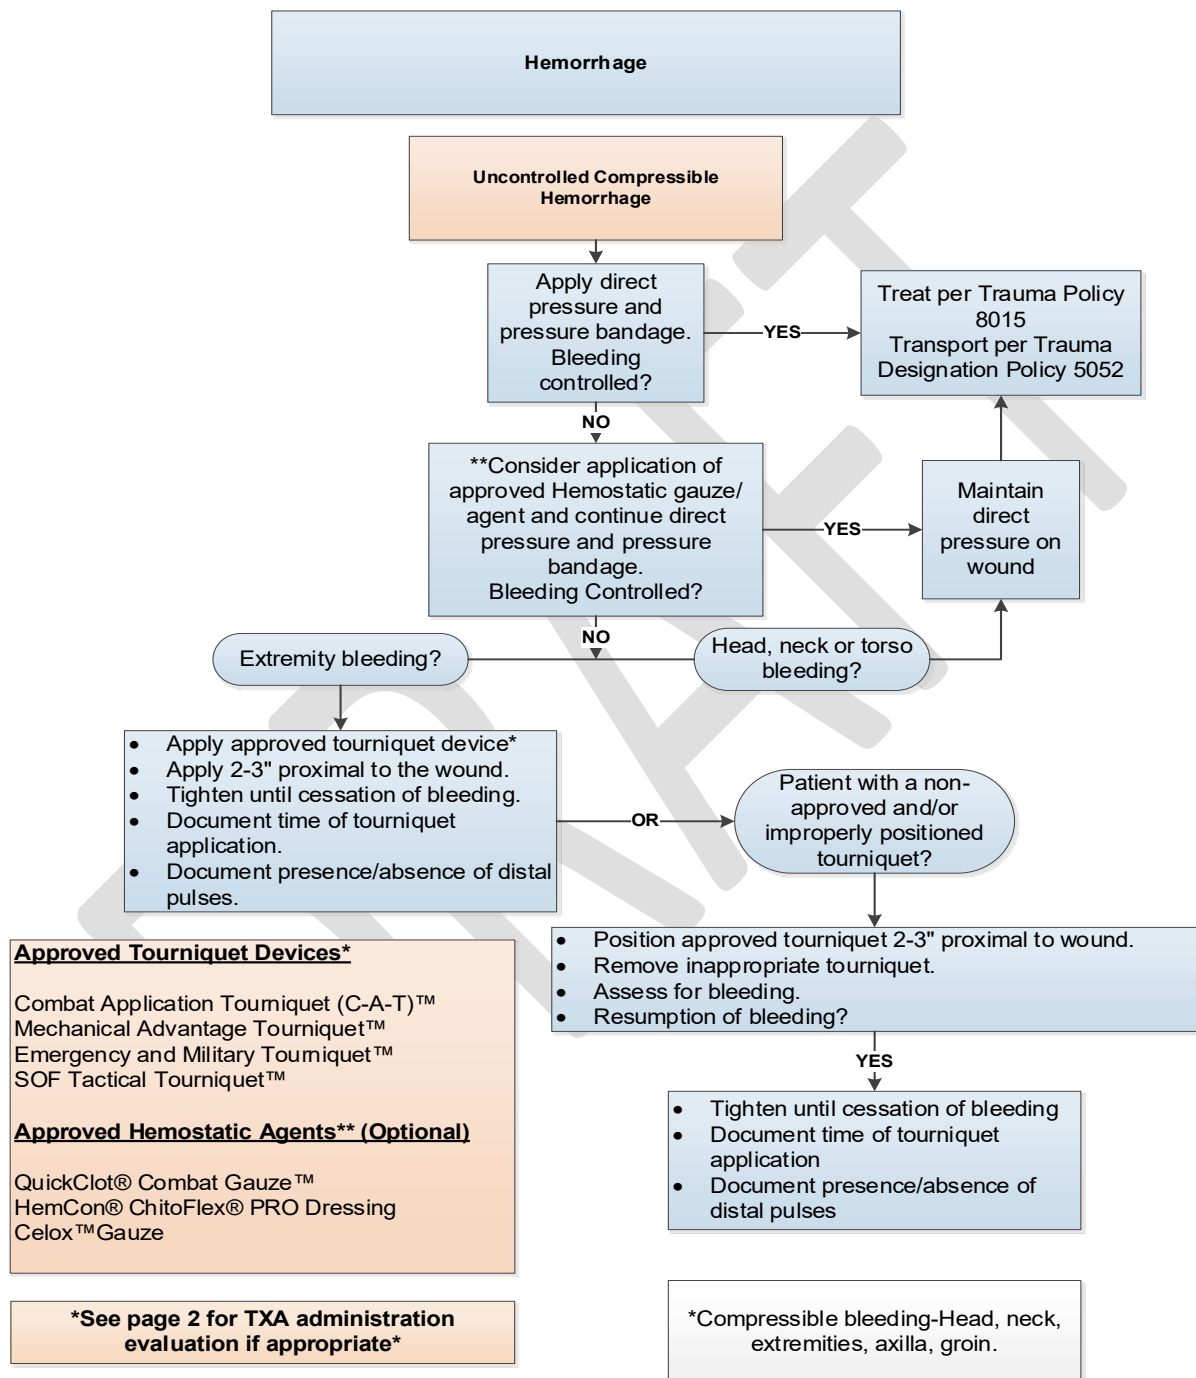 Hemorrhage
Uncontrolled Compressible
Hemorrhage
Apply direct
pressure and
pressure bandage.
Bleeding
controlled?
YES
Treat per Trauma Policy
8015
Transport per Trauma
Designation Policy 5052
NO
**Consider application of
approved Hemostatic gauze/
agent and continue direct
pressure and pressure
bandage.
Bleeding Controlled?
YES
Maintain
direct
pressure on
wound
NO
Extremity bleeding?
Head, neck or torso
bleeding?
• Apply approved tourniquet device*
• Apply 2-3" proximal to the wound.
• Tighten until cessation of bleeding.
• Document time of tourniquet
application.
• Document presence/absence of distal
pulses.
OR
Patient with a non-
approved and/or
improperly positioned
tourniquet?
• Position approved tourniquet 2-3" proximal to wound.
• Remove inappropriate tourniquet.
• Assess for bleeding.
• Resumption of bleeding?
YES
• Tighten until cessation of bleeding
• Document time of tourniquet
application
• Document presence/absence of
distal pulses
Approved Tourniquet Devices*
Combat Application Tourniquet (C-A-T)™
Mechanical Advantage Tourniquet™
Emergency and Military Tourniquet™
SOF Tactical Tourniquet™
Approved Hemostatic Agents** (Optional)
QuickClot® Combat Gauze™
HemCon® ChitoFlex® PRO Dressing
Celox™Gauze
*See page 2 for TXA administration
evaluation if appropriate*
*Compressible bleeding-Head, neck,
extremities, axilla, groin.
DRAFT